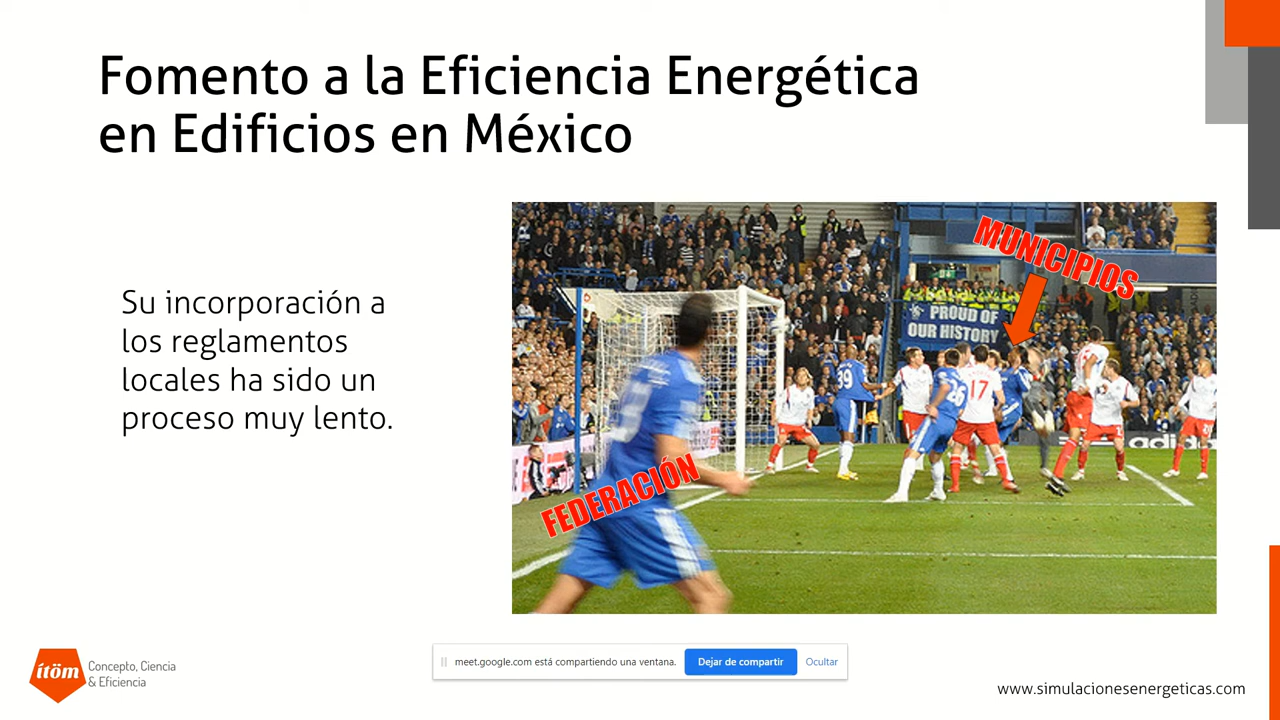 Fomento a la Eficiencia Energética
en Edificios en México
Su incorporación a
los reglamentos
locales ha sido un
proceso muy lento.
MUNICIPIOS
PROUD OF
OUR HISTORY
39
26
17
adidas
FEDERACIÓN
ítöm
Concepto, Ciencia
& Eficiencia
meet.google.com está compartiendo una ventana.
Dejar de compartir
Ocultar
www.simulacionesenergeticas.com